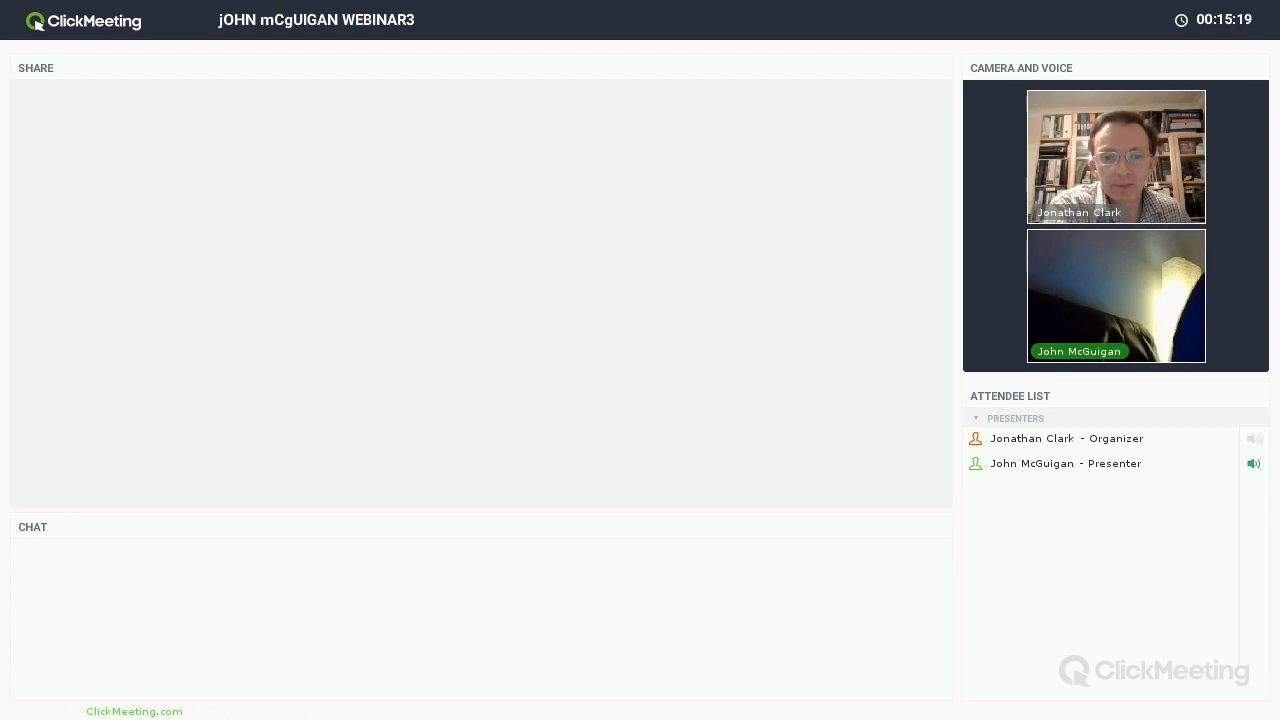 ClickMeeting
jOHN mCgUIGAN WEBINAR3
00:15:19
SHARE
CAMERA AND VOICE
Jonathan Clark
John McGuigan
ATTENDEE LIST
PRESENTERS
Jonathan Clark - Organizer
John McGuigan - Presenter
CHAT
ClickMeeting
ClickMeeting.com